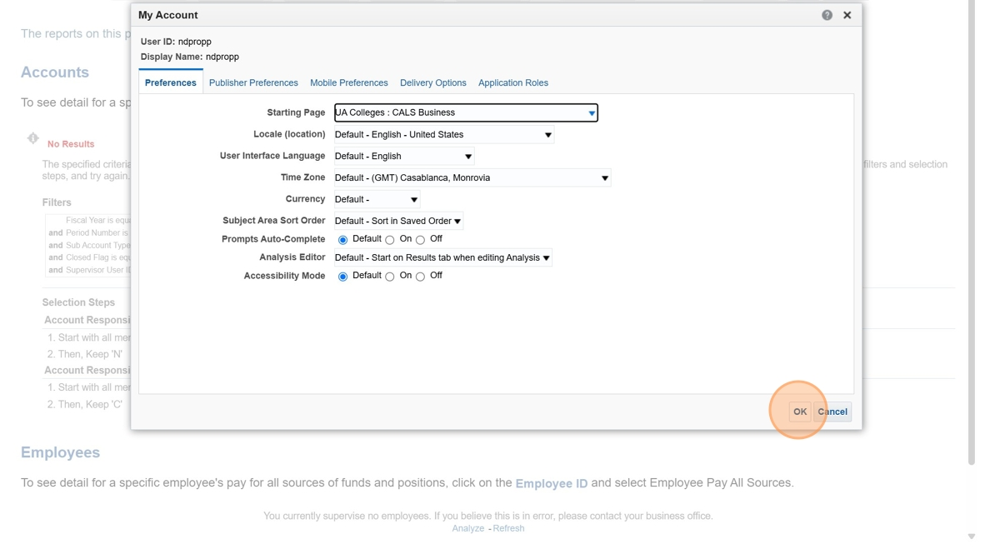 My Account
User ID: ndpropp
Display Name: ndpropp
Preferences Publisher Preferences Mobile Preferences Delivery Options Application Roles
Starting Page UA Colleges : CALS Business
Locale (location) Default - English - United States
User Interface Language Default - English
Time Zone Default - (GMT) Casablanca, Monrovia
Currency Default -
Subject Area Sort Order Default - Sort in Saved Order
Prompts Auto-Complete Default On Off
Analysis Editor Default - Start on Results tab when editing Analysis
Accessibility Mode Default On Off
OK Cancel
The reports on this p
Accounts
To see detail for a sp
No Results
The specified criteria filters and selection
steps, and try again.
Filters
Fiscal Year is equa
and Period Number is
and Sub Account Type
and Closed Flag is equ
and Supervisor User ID
Selection Steps
Account Responsi
1. Start with all mer
2. Then, Keep 'N'
Account Responsi
1. Start with all mer
2. Then, Keep 'C'
Employees
To see detail for a specific employee's pay for all sources of funds and positions, click on the Employee ID and select Employee Pay All Sources.
You currently supervise no employees. If you believe this is in error, please contact your business office.
Analyze - Refresh